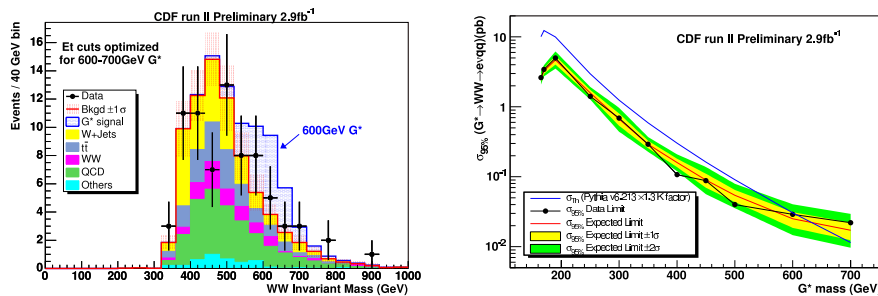 CDF run II Preliminary 2.9fb⁻¹
Events / 40 GeV bin
16
14
12
10
8
6
4
2
0
Et cuts optimized
for 600-700GeV G*
Data
Bkgd ±1σ
G* signal
W+Jets
tt̄
WW
QCD
Others
600GeV G*
0 100 200 300 400 500 600 700 800 900 1000
WW Invariant Mass (GeV)
CDF run II Preliminary 2.9fb⁻¹
σ95% (G*→WW→eνqq)(pb)
10
1
10⁻¹
10⁻²
σTh (Pythia v6.213 ×1.3 K factor)
σ95% Data Limit
σ95% Expected Limit
σ95% Expected Limit ±1σ
σ95% Expected Limit ±2σ
200 300 400 500 600 700
G* mass (GeV